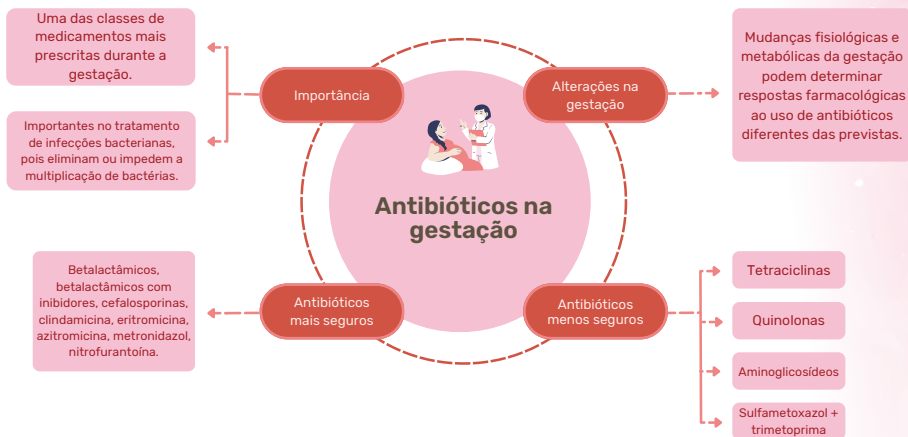 Uma das classes de
medicamentos mais
prescritas durante a
gestação.
Importantes no tratamento
de infecções bacterianas,
pois eliminam ou impedem a
multiplicação de bactérias.
Importância
Alterações na
gestação
Mudanças fisiológicas e
metabólicas da gestação
podem determinar
respostas farmacológicas
ao uso de antibióticos
diferentes das previstas.
Antibióticos na
gestação
Betalactâmicos,
betalactâmicos com
inibidores, cefalosporinas,
clindamicina, eritromicina,
azitromicina, metronidazol,
nitrofurantoína.
Antibióticos
mais seguros
Antibióticos
menos seguros
Tetraciclinas
Quinolonas
Aminoglicosídeos
Sulfametoxazol +
trimetoprima